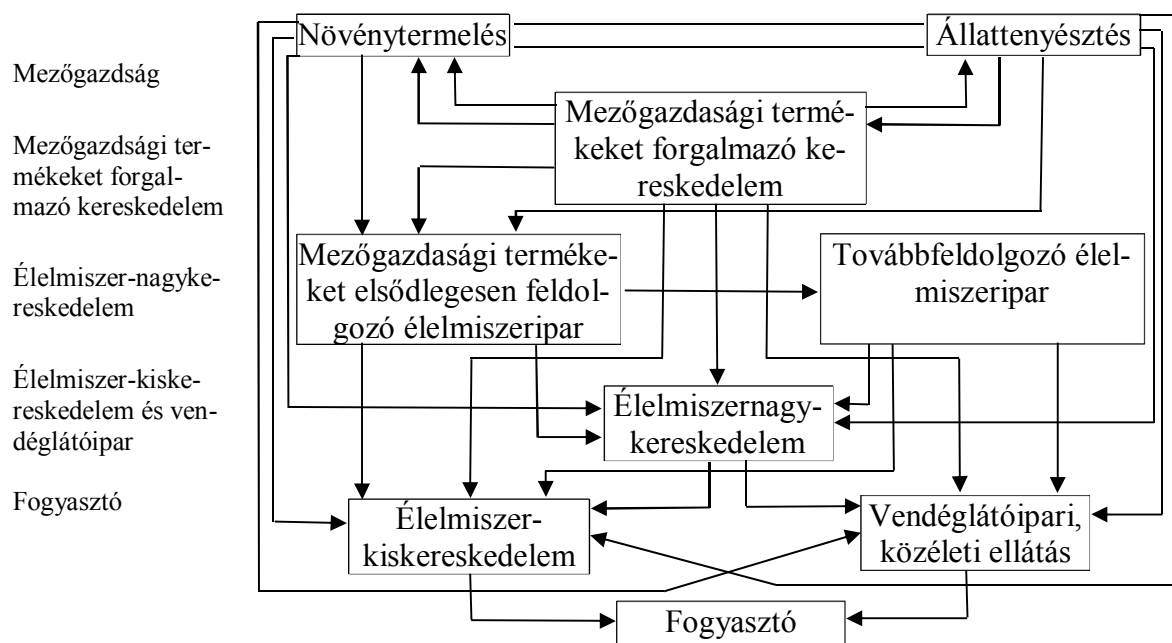 Növénytermelés
Állattenyésztés
Mezőgazdság
Mezőgazdsági ter-
mékeket forgal-
mazó kereskedelem
Élelmiszer-nagyke-
reskedelem
Élelmiszer-kiske-
reskedelem és ven-
déglátóipar
Fogyasztó
Mezőgazdasági termé-
keket forgalmazó ke-
reskedelem
Mezőgazdasági terméke-
ket elsődlegesen feldol-
gozó élelmiszeripar
Továbbfeldolgozó élel-
miszeripar
Élelmiszernagy-
kereskedelem
Élelmiszer-
kiskereskedelem
Vendéglátóipari,
közéleti ellátás
Fogyasztó